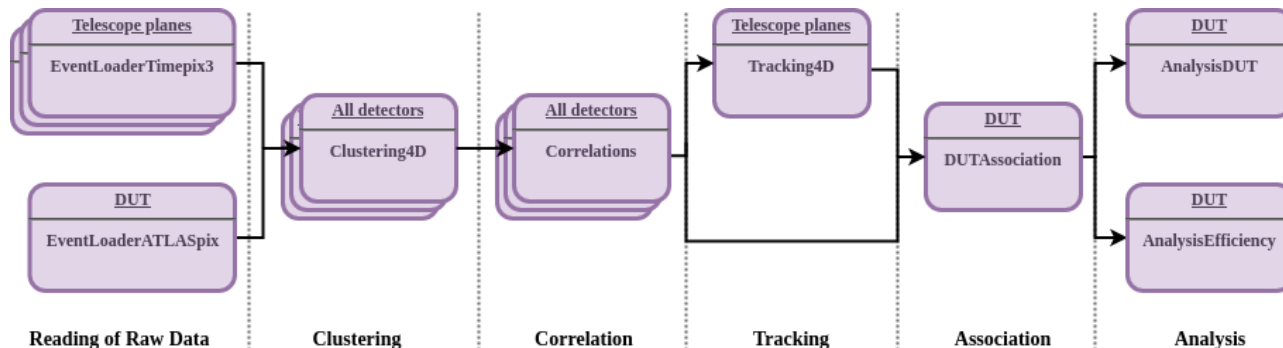 Telescope planes
EventLoaderTimepix3
DUT
EventLoaderATLASpix
All detectors
Clustering4D
All detectors
Correlations
Telescope planes
Tracking4D
DUT
DUTAssociation
DUT
AnalysisDUT
DUT
AnalysisEfficiency
Reading of Raw Data
Clustering
Correlation
Tracking
Association
Analysis